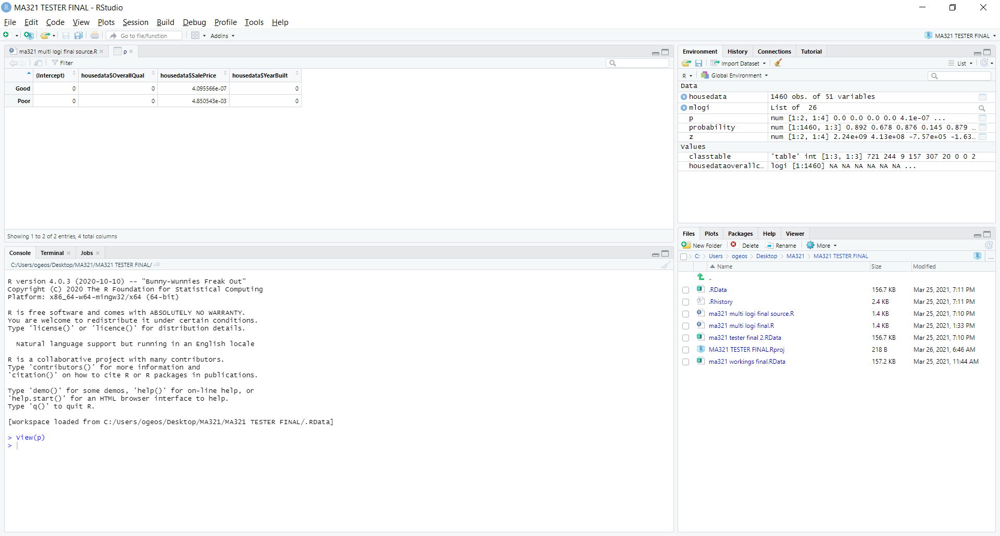 MA321 TESTER FINAL - RStudio
File Edit Code View Plots Session Build Debug Profile Tools Help
Go to file/function Addins MA321 TESTER FINAL
ma321 multi logi final source.R p
Filter
(Intercept) housedata$OverallQual housedata$SalePrice housedata$YearBuilt
Good 0 0 4.095566e-07 0
Poor 0 0 4.850543e-03 0
Showing 1 to 2 of 2 entries, 4 total columns
Console Terminal Jobs
C:/Users/ogeos/Desktop/MA321/MA321 TESTER FINAL/
R version 4.0.3 (2020-10-10) -- "Bunny-Wunnies Freak Out"
Copyright (C) 2020 The R Foundation for Statistical Computing
Platform: x86_64-w64-mingw32/x64 (64-bit)
R is free software and comes with ABSOLUTELY NO WARRANTY.
You are welcome to redistribute it under certain conditions.
Type 'license()' or 'licence()' for distribution details.
Natural language support but running in an English locale
R is a collaborative project with many contributors.
Type 'contributors()' for more information and
'citation()' on how to cite R or R packages in publications.
Type 'demo()' for some demos, 'help()' for on-line help, or
'help.start()' for an HTML browser interface to help.
Type 'q()' to quit R.
[Workspace loaded from C:/Users/ogeos/Desktop/MA321/MA321 TESTER FINAL/.RData]
> View(p)
>
Environment History Connections Tutorial
Import Dataset List
R Global Environment
Data
housedata 1460 obs. of 51 variables
mlogi List of 26
p num [1:2, 1:4] 0.0 0.0 0.0 0.0 4.1e-07 ...
probability num [1:1460, 1:3] 0.892 0.678 0.876 0.145 0.879 …
z num [1:2, 1:4] 2.24e+09 4.13e+08 -7.57e+05 -1.63…
Values
classtable 'table' int [1:3, 1:3] 721 244 9 157 307 20 0 0 2
housedataoverallc… logi [1:1460] NA NA NA NA NA NA ...
Files Plots Packages Help Viewer
New Folder Delete Rename More
C: Users ogeos Desktop MA321 MA321 TESTER FINAL ...
Name Size Modified
..
.RData 156.7 KB Mar 25, 2021, 7:11 PM
.Rhistory 2.4 KB Mar 25, 2021, 7:11 PM
ma321 multi logi final source.R 1.4 KB Mar 25, 2021, 7:10 PM
ma321 multi logi final.R 1.4 KB Mar 25, 2021, 1:33 PM
ma321 tester final 2.RData 156.7 KB Mar 25, 2021, 7:10 PM
MA321 TESTER FINAL.Rproj 218 B Mar 26, 2021, 6:46 AM
ma321 workings final.RData 157.2 KB Mar 25, 2021, 11:44 AM